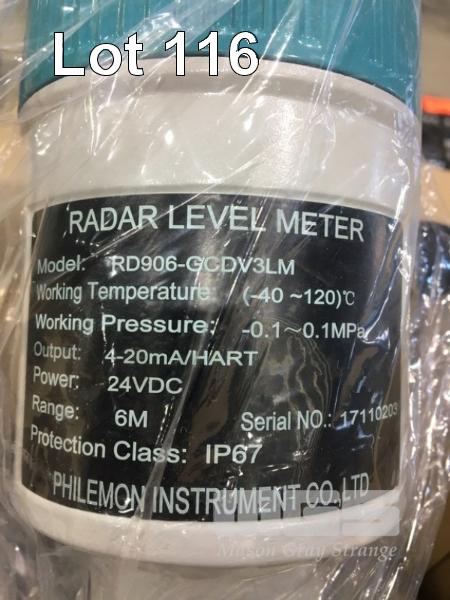 Lot 116
RADAR LEVEL METER
Model: RD906-GCDV3LM
Working Temperature: (-40 ~120)℃
Working Pressure: -0.1～0.1MPa
Output: 4-20mA/HART
Power: 24VDC
Range: 6M Serial NO.: 17110203
Protection Class: IP67
PHILEMON INSTRUMENT CO,LTD
Mason Gray Strange